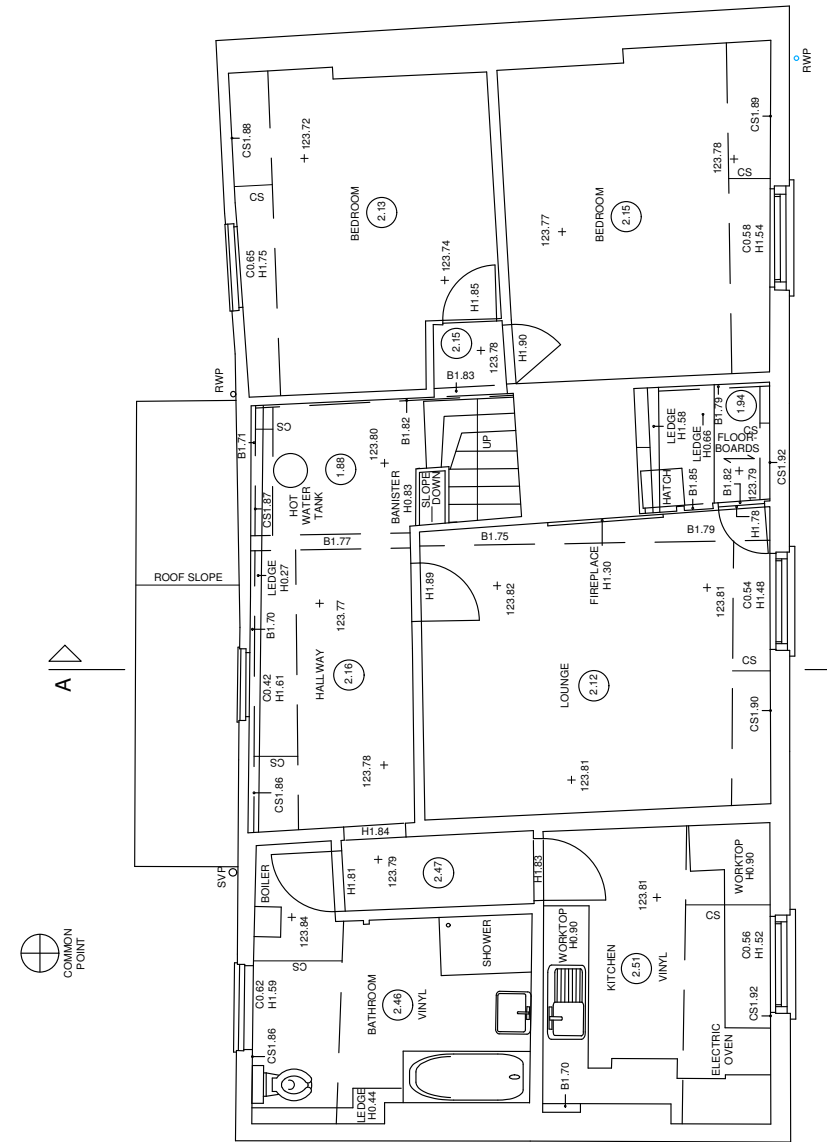 RWP
CS1.88
CS
123.72
BEDROOM
2.13
C0.65
H1.75
123.74
H1.85
CS1.89
123.78
CS
BEDROOM
2.15
123.77
C0.58
H1.54
RWP
2.15
123.78
B1.83
H1.90
B1.71
CS
CS1.87
HOT
WATER
TANK
1.88
123.80
B1.82
BANISTER
H0.83
SLOPE
DOWN
UP
LEDGE
H1.58
LEDGE
H0.66
B1.79
1.94
CS
FLOOR-
BOARDS
HATCH
B1.85
B1.82
123.79
CS1.92
H1.78
ROOF SLOPE
B1.77
LEDGE
H0.27
B1.70
123.77
HALLWAY
2.16
C0.42
H1.61
CS
CS1.86
123.78
B1.75
B1.79
H1.89
123.82
FIREPLACE
H1.30
123.81
C0.54
H1.48
LOUNGE
2.12
CS
CS1.90
123.81
A
SVP
COMMON
POINT
BOILER
H1.81
H1.84
123.79
2.47
H1.83
123.84
CS
C0.62
H1.59
CS1.86
BATHROOM
2.46
VINYL
SHOWER
LEDGE
H0.44
WORKTOP
H0.90
KITCHEN
2.51
VINYL
123.81
WORKTOP
H0.90
CS
C0.56
H1.52
CS1.92
ELECTRIC
OVEN
B1.70